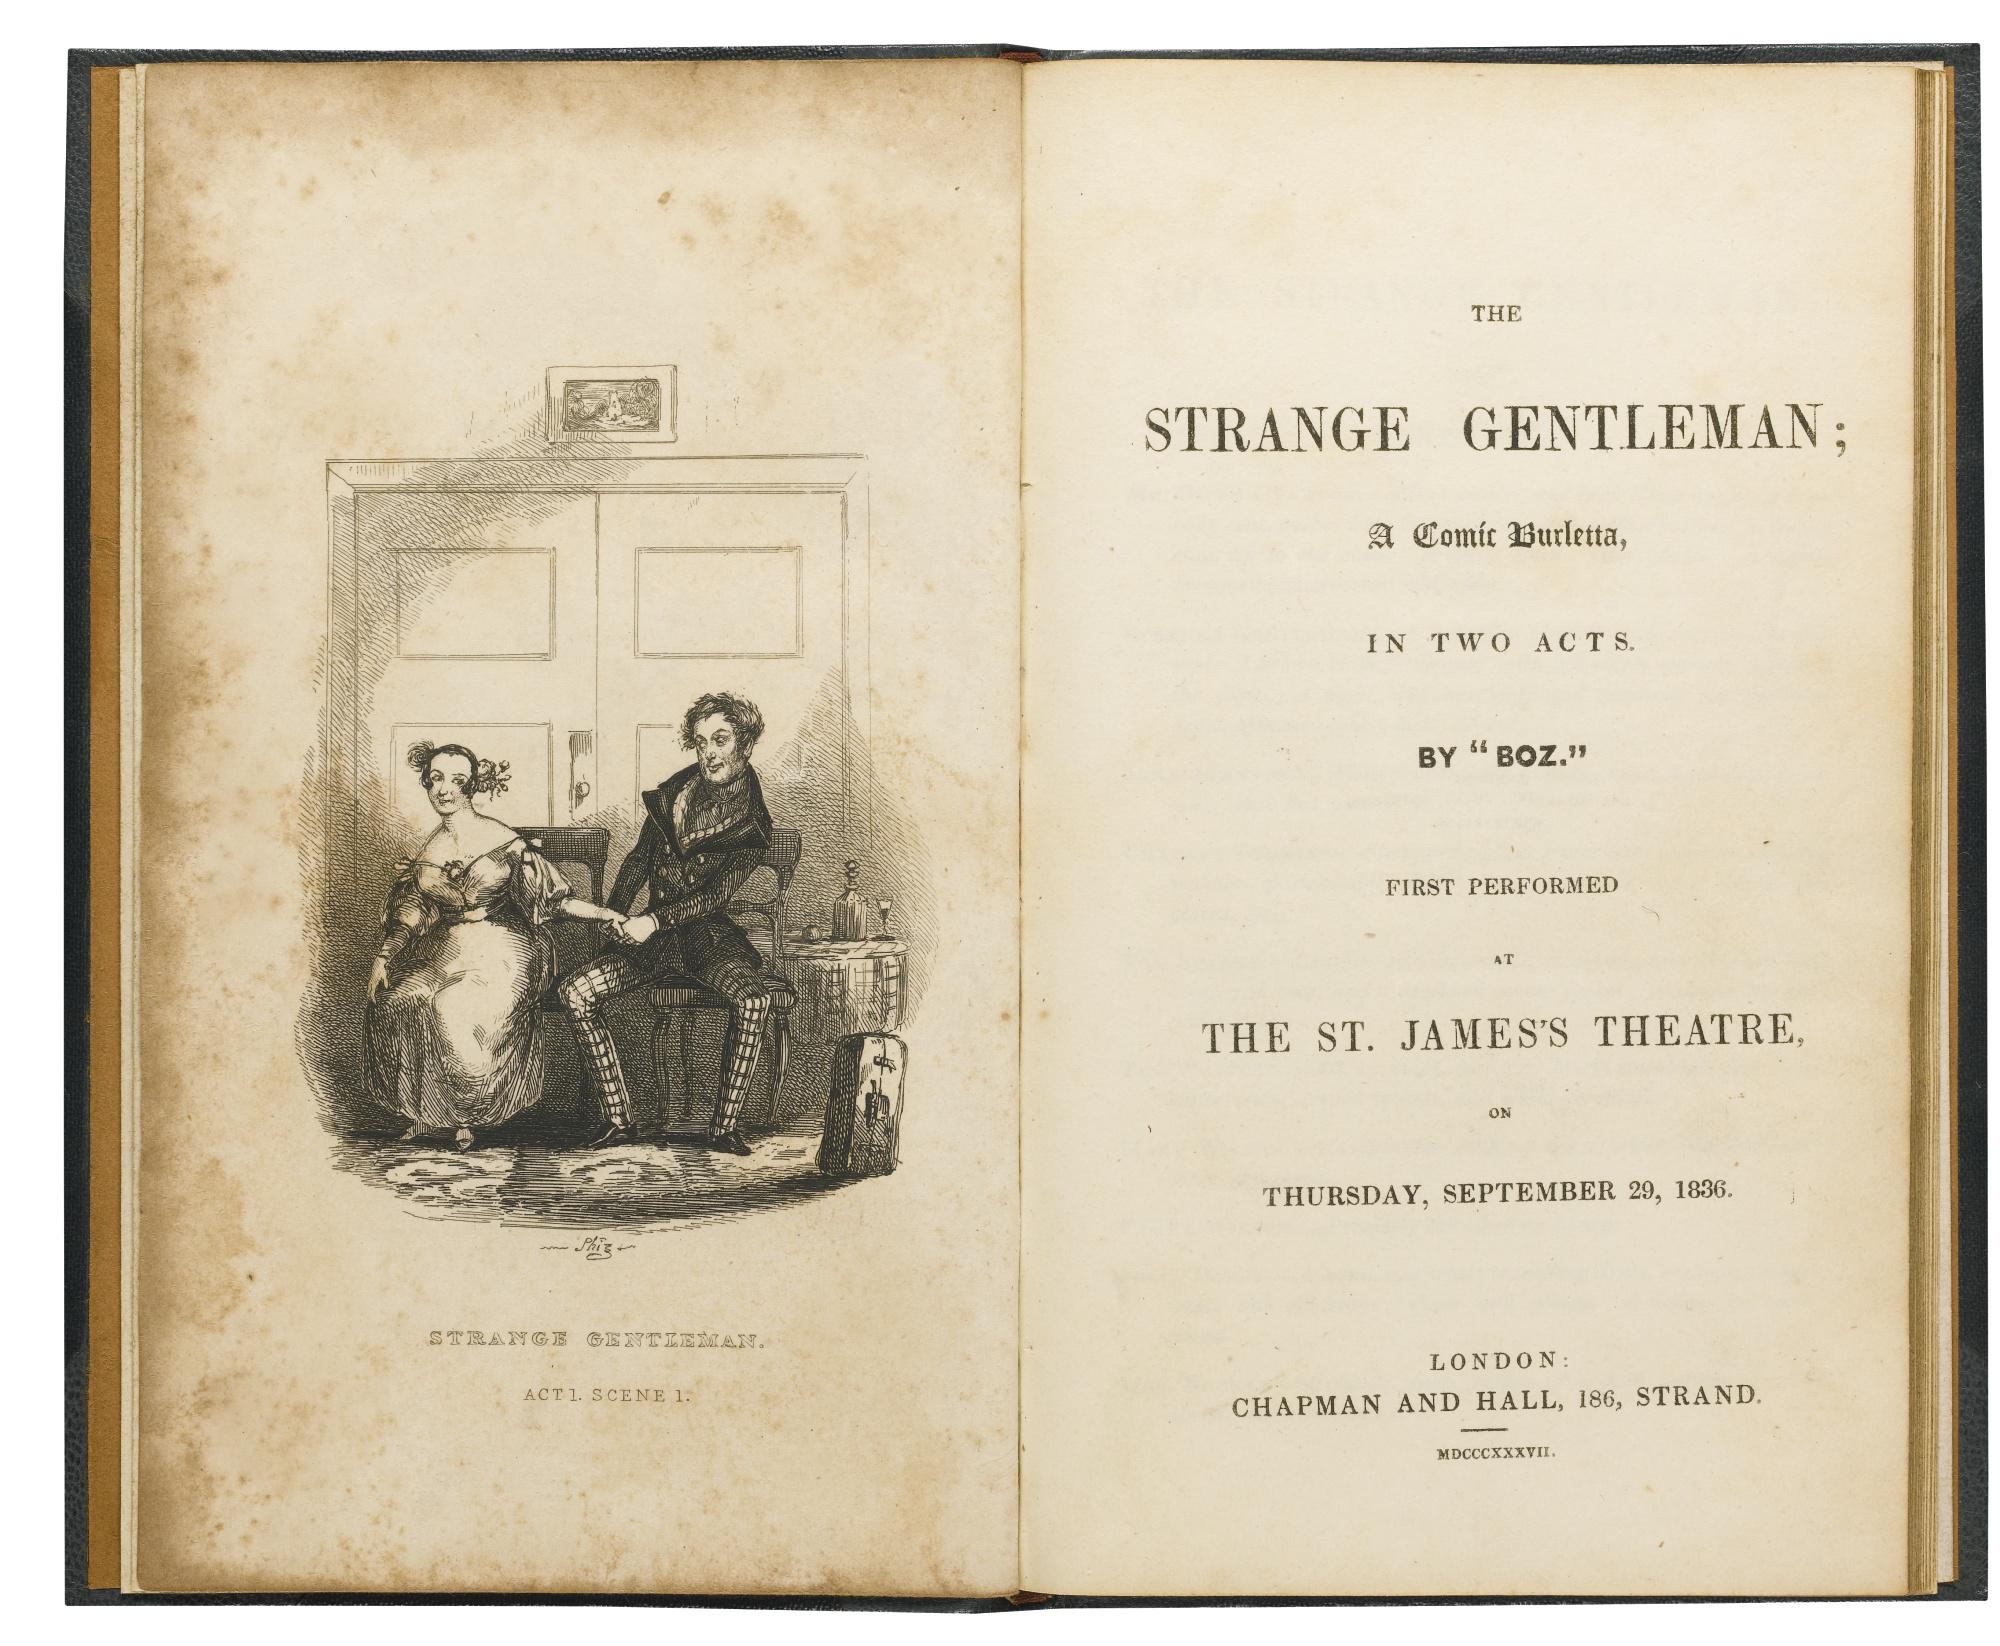 Phiz
STRANGE GENTLEMAN.
ACT 1. SCENE 1.
THE
STRANGE GENTLEMAN;
A Comic Burletta,
IN TWO ACTS.
BY "BOZ."
FIRST PERFORMED
AT
THE ST. JAMES'S THEATRE,
ON
THURSDAY, SEPTEMBER 29, 1836.
LONDON:
CHAPMAN AND HALL, 186, STRAND.
MDCCCXXXVII.